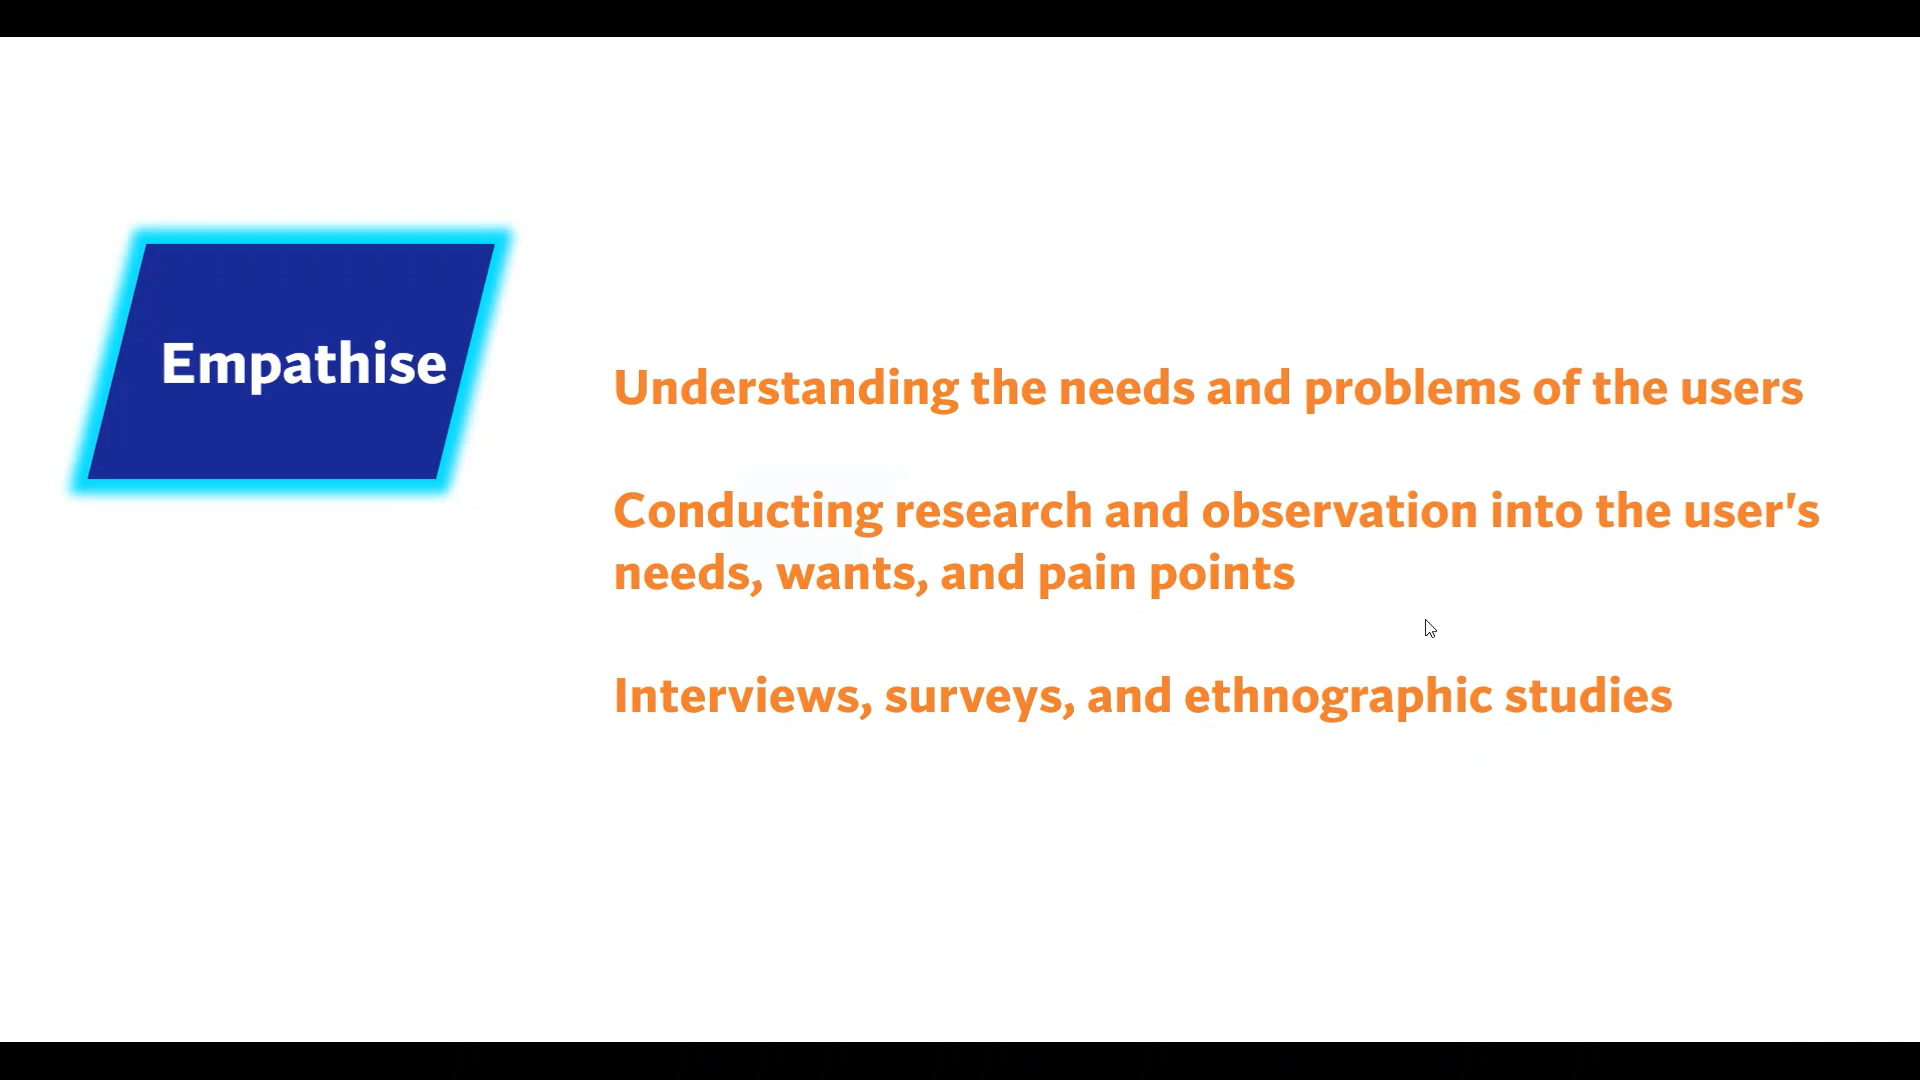 Empathise
Understanding the needs and problems of the users
Conducting research and observation into the user's
needs, wants, and pain points
Interviews, surveys, and ethnographic studies